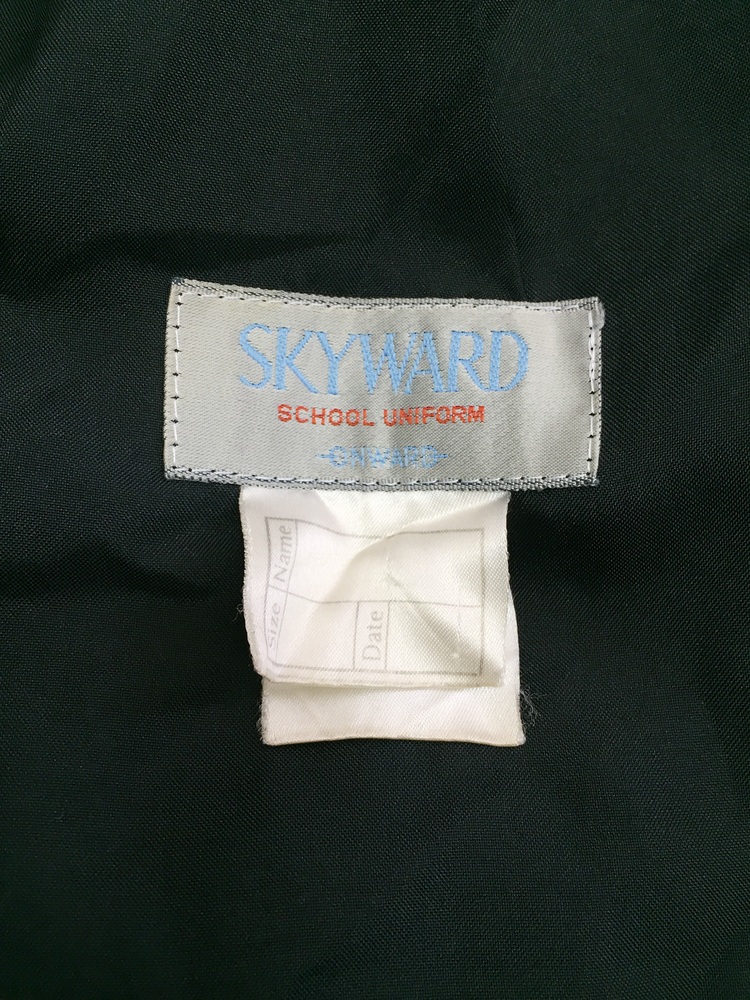 SKYWARD
SCHOOL UNIFORM
ONWARD
Name
Size
Date